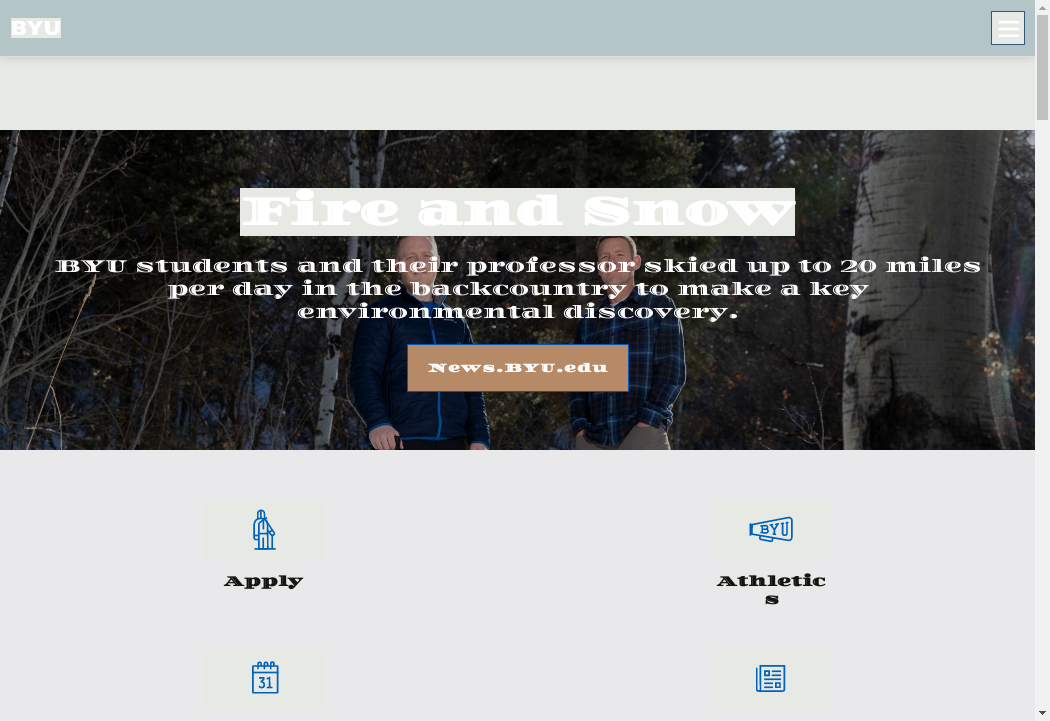 BYU
Fire and Snow
BYU students and their professor skied up to 20 miles
per day in the backcountry to make a key
environmental discovery.
News.BYU.edu
BYU
Apply
Athletic
s
31